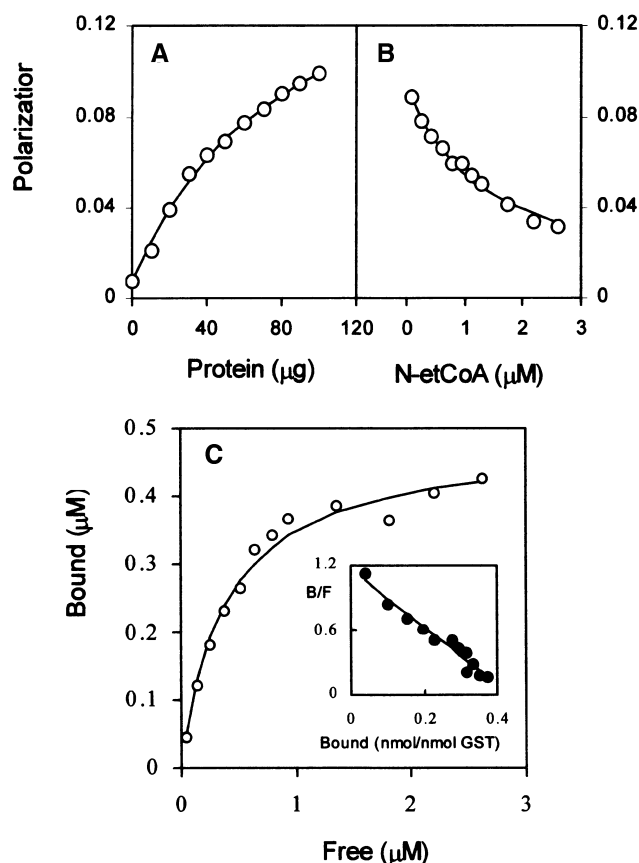 0.12
A
B
0.12
0.08
0.08
0.04
0.04
0
0
Polarizatior
0 40 80 120
0 1 2 3
Protein (μg)
N-etCoA (μM)
0.5
C
0.4
0.3
0.2
0.1
0
Bound (μM)
1.2
B/F
0.6
0
0 0.2 0.4
Bound (nmol/nmol GST)
0 1 2 3
Free (μM)